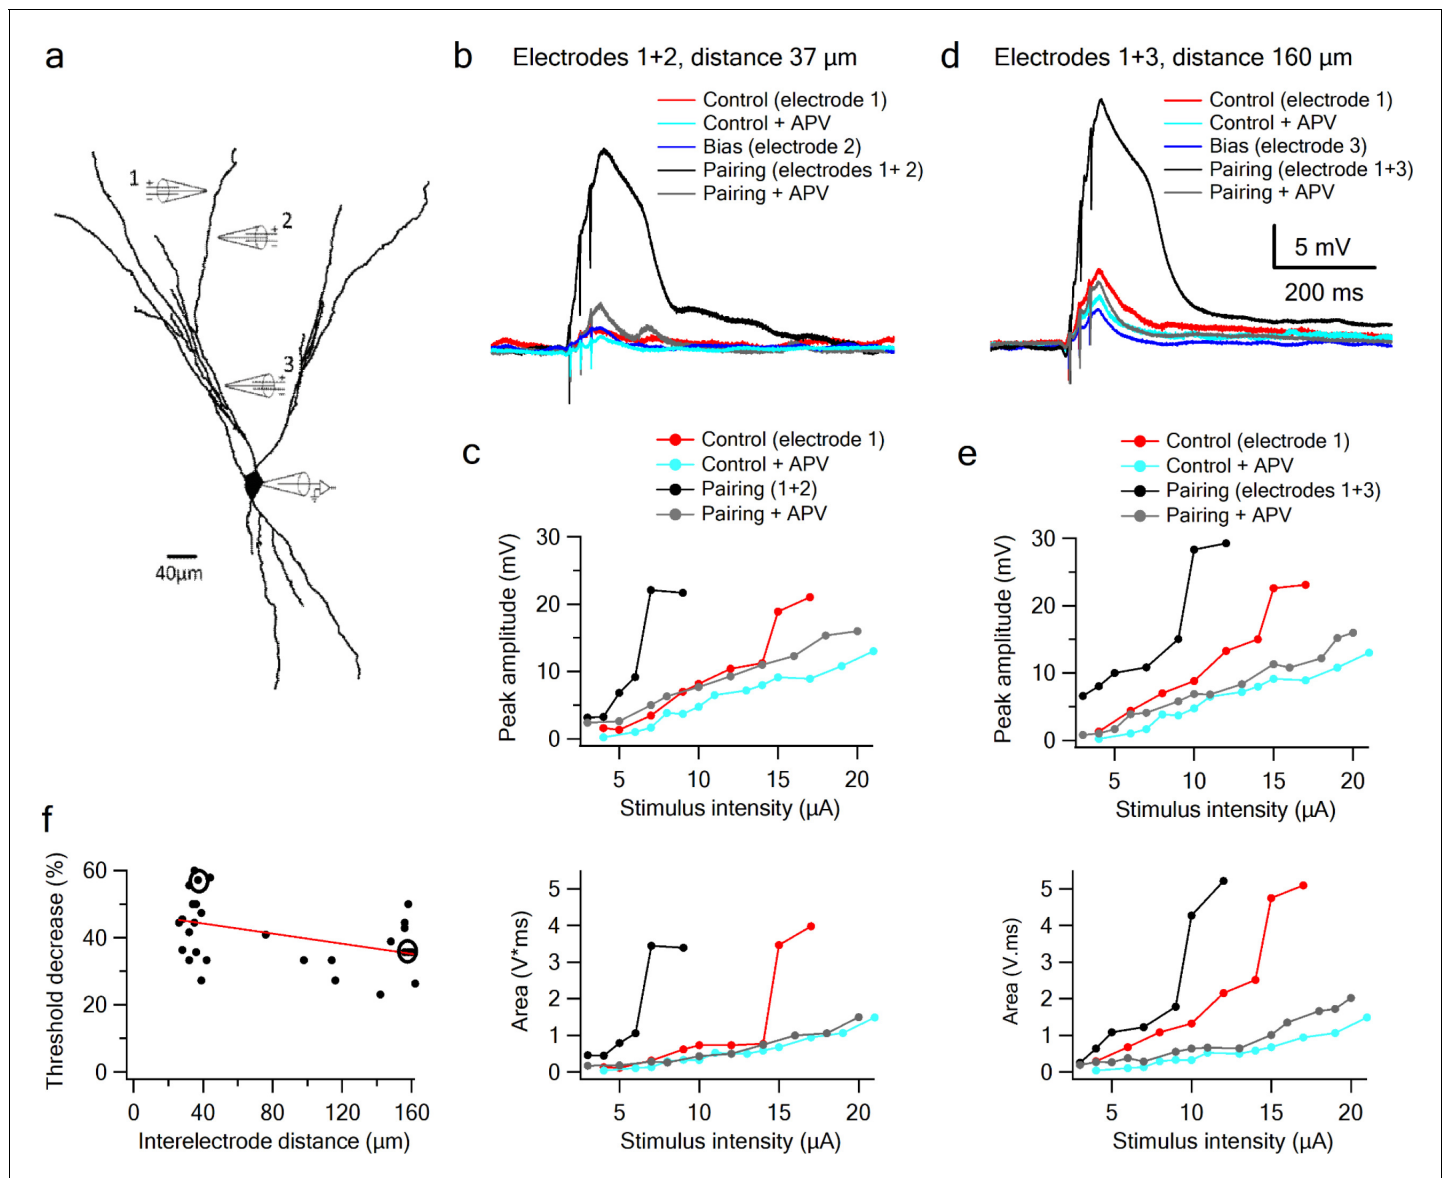 a
1
+
−
2
+
−
3
+
−
40µm
b
Electrodes 1+2, distance 37 µm
Control (electrode 1)
Control + APV
Bias (electrode 2)
Pairing (electrodes 1+ 2)
Pairing + APV
d
Electrodes 1+3, distance 160 µm
Control (electrode 1)
Control + APV
Bias (electrode 3)
Pairing (electrode 1+3)
Pairing + APV
5 mV
200 ms
c
Control (electrode 1)
Control + APV
Pairing (1+2)
Pairing + APV
Peak amplitude (mV)
30
20
10
0
5 10 15 20
Stimulus intensity (µA)
Area (V*ms)
5
4
3
2
1
0
5 10 15 20
Stimulus intensity (µA)
e
Control (electrode 1)
Control + APV
Pairing (electrodes 1+3)
Pairing + APV
Peak amplitude (mV)
30
20
10
0
5 10 15 20
Stimulus intensity (µA)
Area (V.ms)
5
4
3
2
1
0
5 10 15 20
Stimulus intensity (µA)
f
Threshold decrease (%)
60
40
20
0
0 40 80 120 160
Interelectrode distance (µm)